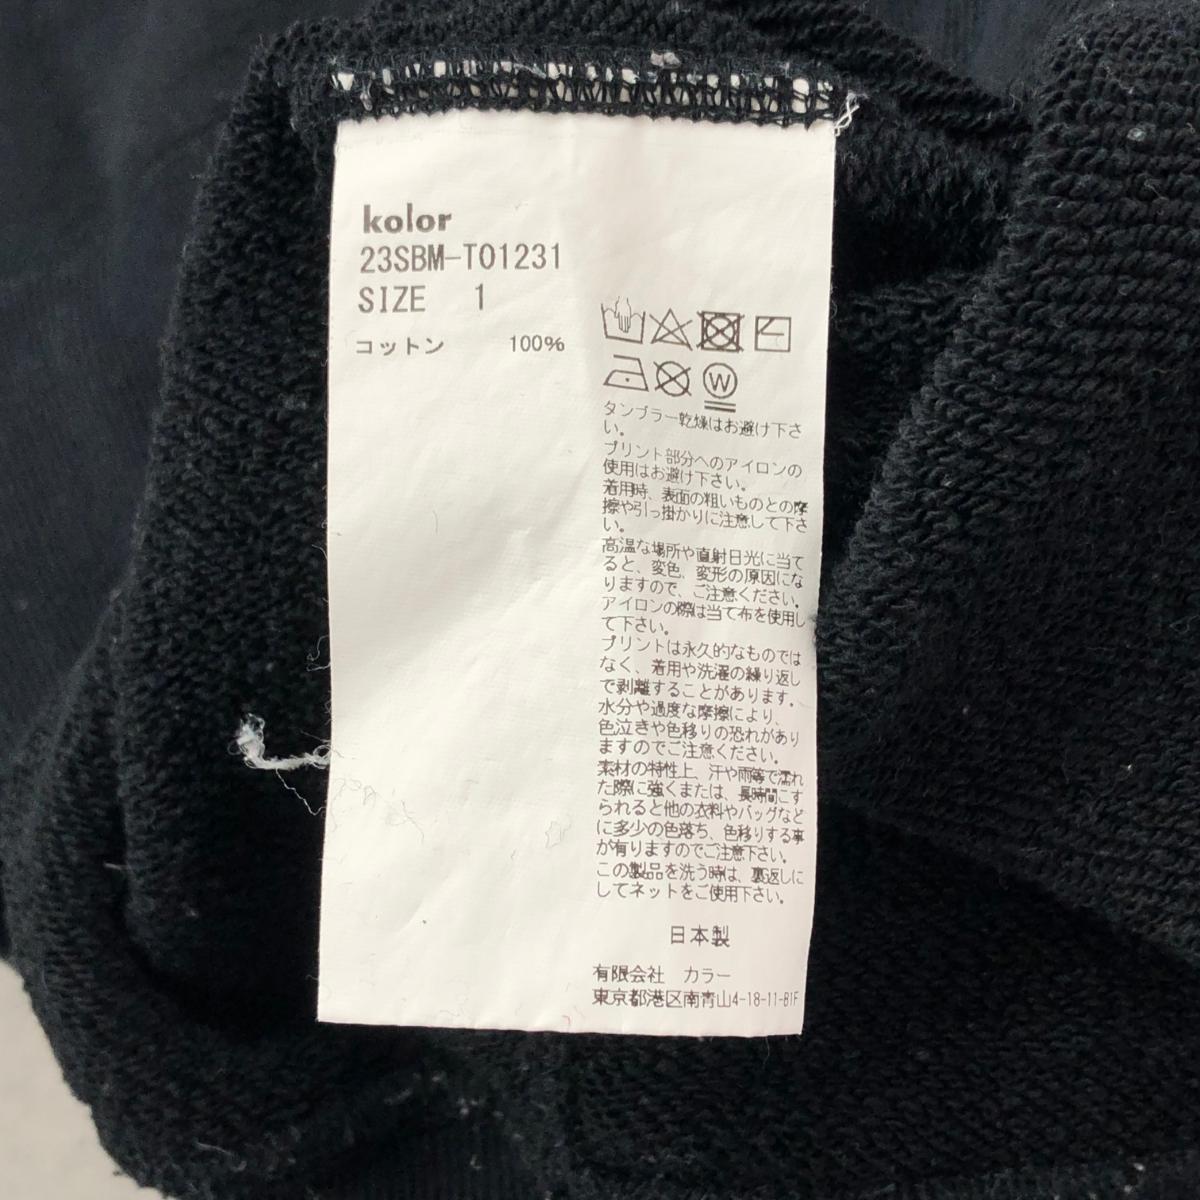 kolor
23SBM-T01231
SIZE 1
コットン 100%
W
タンブラー乾燥はお避け下さ
い。
プリント部分へのアイロンの
使用はお避け下さい。
着用時、表面の粗いものとの摩
擦や引っ掛かりに注意して下さ
い。
高温な場所や直射日光に当て
ると、変色、変形の原因にな
りますので、ご注意ください。
アイロンの際は当て布を使用し
て下さい。
プリントは永久的なものでは
なく、着用や洗濯の繰り返し
で剥離することがあります。
水分や過度な摩擦により、
色泣きや色移りの恐れがあり
ますのでご注意ください。
素材の特性上、汗や雨等で濡れ
た際に強くまたは、長時間こす
られると他の衣料やバッグなど
に多少の色落ち、色移りする事
が有りますのでご注意下さい。
この製品を洗う時は、裏返しに
してネットをご使用下さい。
日本製
有限会社 カラー
東京都港区南青山4-18-11-B1F